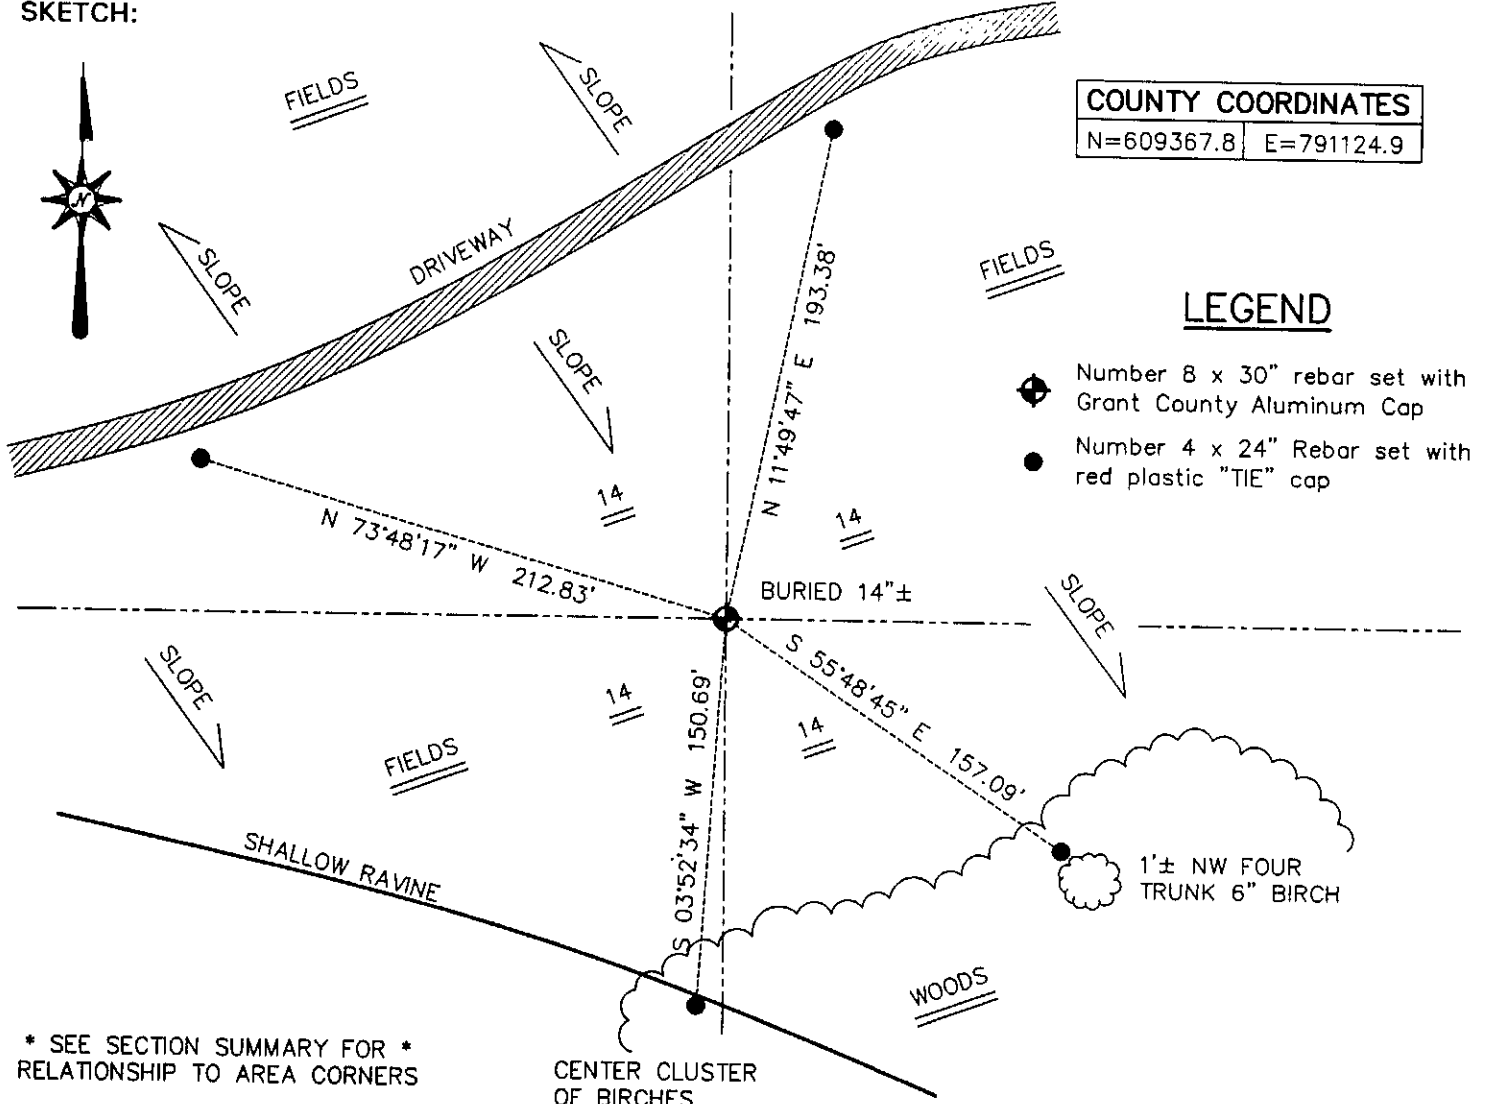 SKETCH:
FIELDS
SLOPE
COUNTY COORDINATES
N=609367.8 E=791124.9
N
SLOPE
DRIVEWAY
FIELDS
N 11°49'47" E 193.38'
LEGEND
Number 8 x 30" rebar set with
Grant County Aluminum Cap
Number 4 x 24" Rebar set with
red plastic "TIE" cap
SLOPE
14
14
N 73°48'17" W 212.83'
BURIED 14"±
SLOPE
SLOPE
S 55°48'45" E 157.09'
14
14
S 03°52'34" W 150.69'
FIELDS
SHALLOW RAVINE
1'± NW FOUR
TRUNK 6" BIRCH
WOODS
* SEE SECTION SUMMARY FOR *
RELATIONSHIP TO AREA CORNERS
CENTER CLUSTER
OF BIRCHES